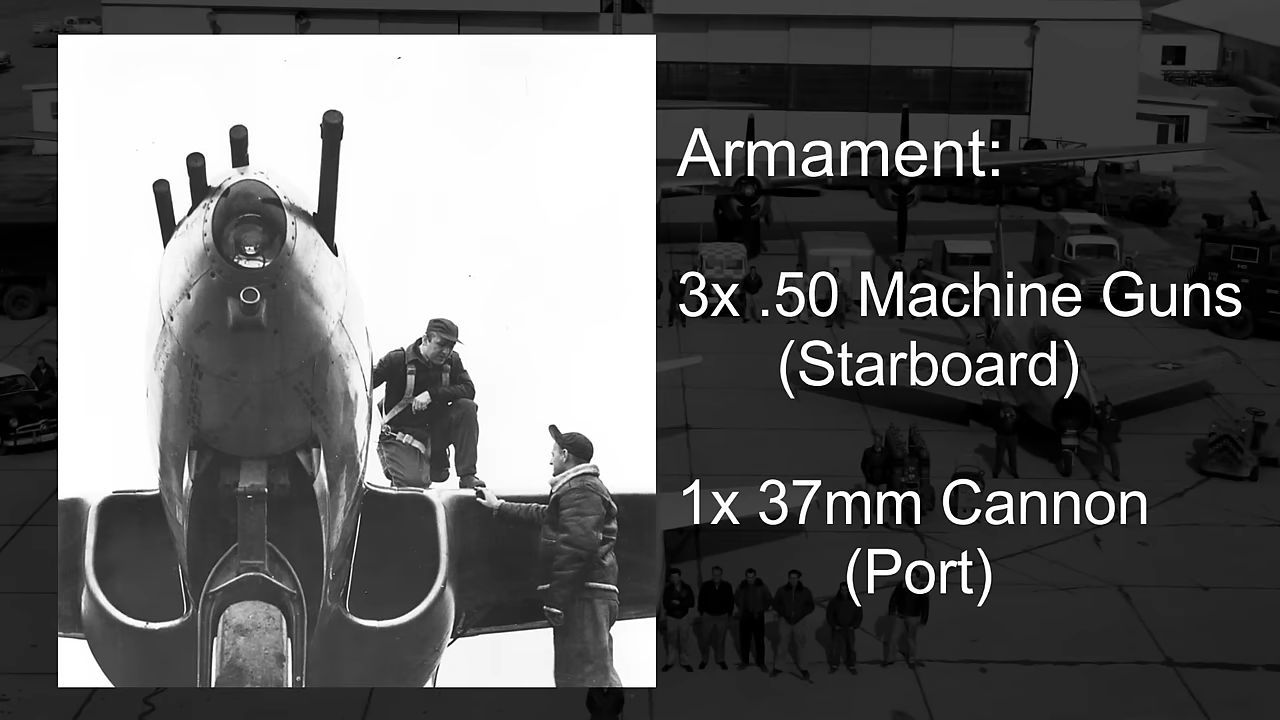 Armament:
3x .50 Machine Guns
(Starboard)
1x 37mm Cannon
(Port)